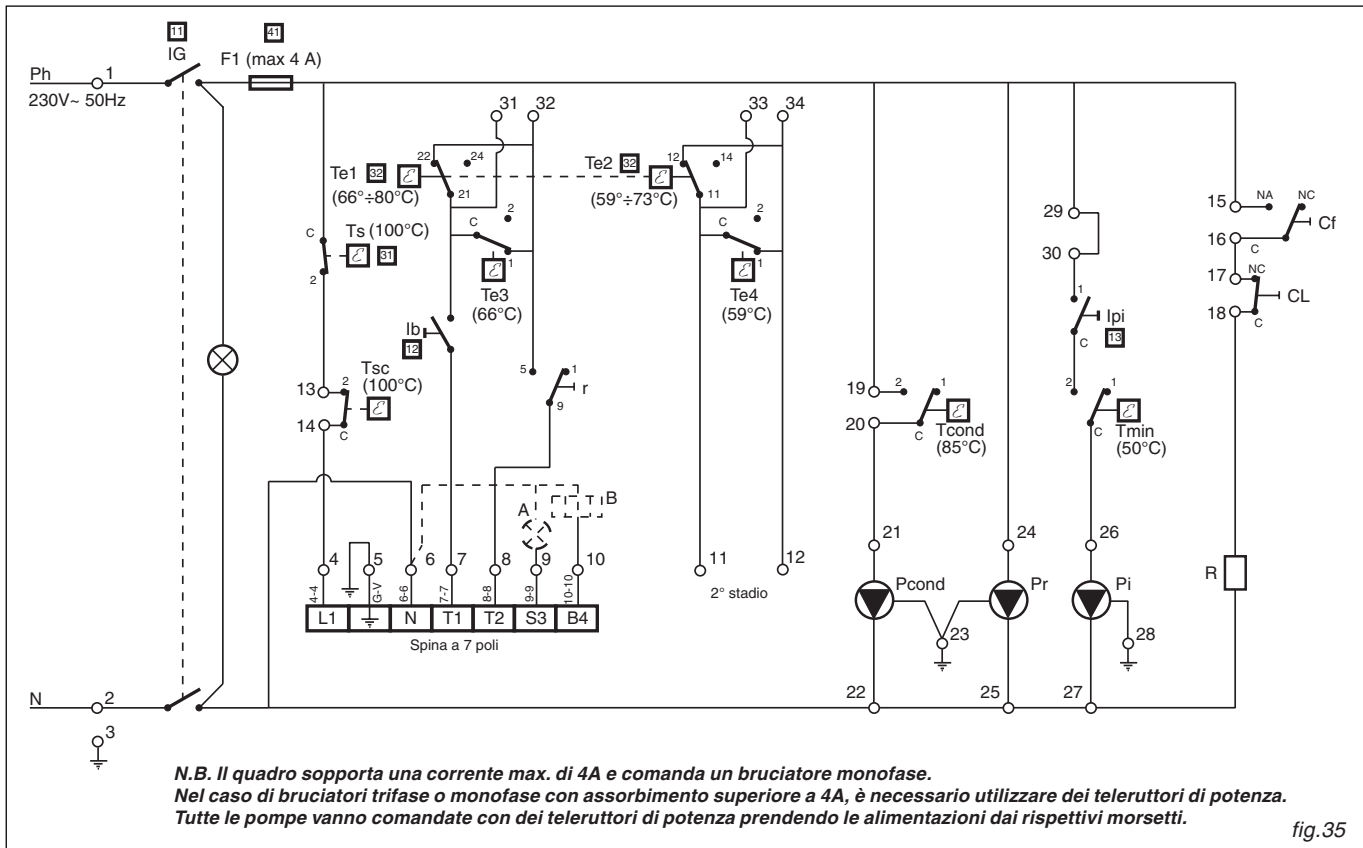 11
41
IG
F1 (max 4 A)
Ph
1
230V~ 50Hz
31
32
33
34
22
24
12
14
Te1
32
ℰ
Te2
32
ℰ
(66°÷80°C)
21
(59°÷73°C)
11
2
2
C
C
C
Ts (100°C)
ℰ
31
1
1
2
ℰ
ℰ
Te3
(66°C)
Te4
(59°C)
29
30
15
NA
NC
Cf
16
C
17
NC
CL
18
C
1
Ipi
C
13
Ib
12
Tsc
(100°C)
13
2
ℰ
14
C
5
1
r
9
19
2
1
ℰ
20
C
Tcond
(85°C)
2
1
ℰ
C
Tmin
(50°C)
A
B
4
5
6
7
8
9
10
4-4
G-V
6-6
7-7
8-8
9-9
10-10
L1
N
T1
T2
S3
B4
Spina a 7 poli
11
12
2° stadio
21
24
26
R
Pcond
Pr
Pi
23
28
22
25
27
N
2
3
N.B. Il quadro sopporta una corrente max. di 4A e comanda un bruciatore monofase.
Nel caso di bruciatori trifase o monofase con assorbimento superiore a 4A, è necessario utilizzare dei teleruttori di potenza.
Tutte le pompe vanno comandate con dei teleruttori di potenza prendendo le alimentazioni dai rispettivi morsetti.
fig.35